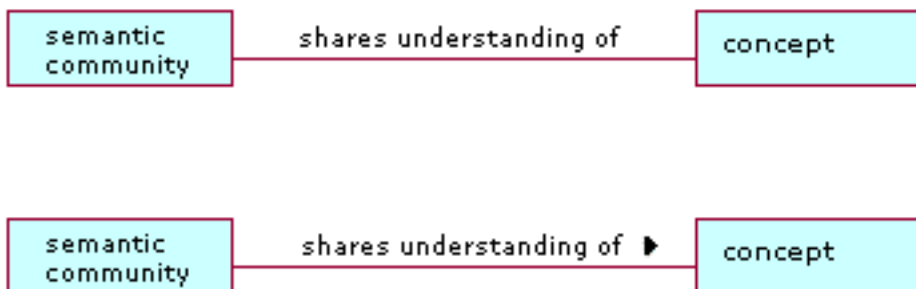 semantic
community
shares understanding of
concept
semantic
community
shares understanding of
concept